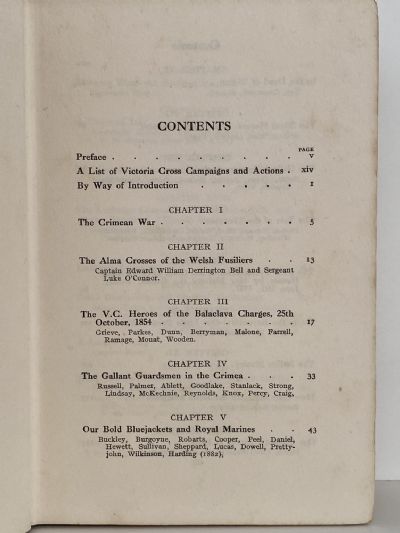 CONTENTS
PAGE
Preface . . . . . . . . . v
A List of Victoria Cross Campaigns and Actions . xiv
By Way of Introduction . . . . . 1
CHAPTER I
The Crimean War . . . . . . . 5
CHAPTER II
The Alma Crosses of the Welsh Fusiliers . . 13
Captain Edward William Derrington Bell and Sergeant
Luke O'Connor.
CHAPTER III
The V.C. Heroes of the Balaclava Charges, 25th
October, 1854 . . . . . . . 17
Grieve, Parkes, Dunn, Berryman, Malone, Farrell,
Ramage, Mouat, Wooden.
CHAPTER IV
The Gallant Guardsmen in the Crimea . . . 33
Russell, Palmer, Ablett, Goodlake, Stanlack, Strong,
Lindsay, McKechnie, Reynolds, Knox, Percy, Craig,
CHAPTER V
Our Bold Bluejackets and Royal Marines . . 43
Buckley, Burgoyne, Robarts, Cooper, Peel, Daniel,
Hewett, Sullivan, Sheppard, Lucas, Dowell, Pretty-
john, Wilkinson, Harding (1882),